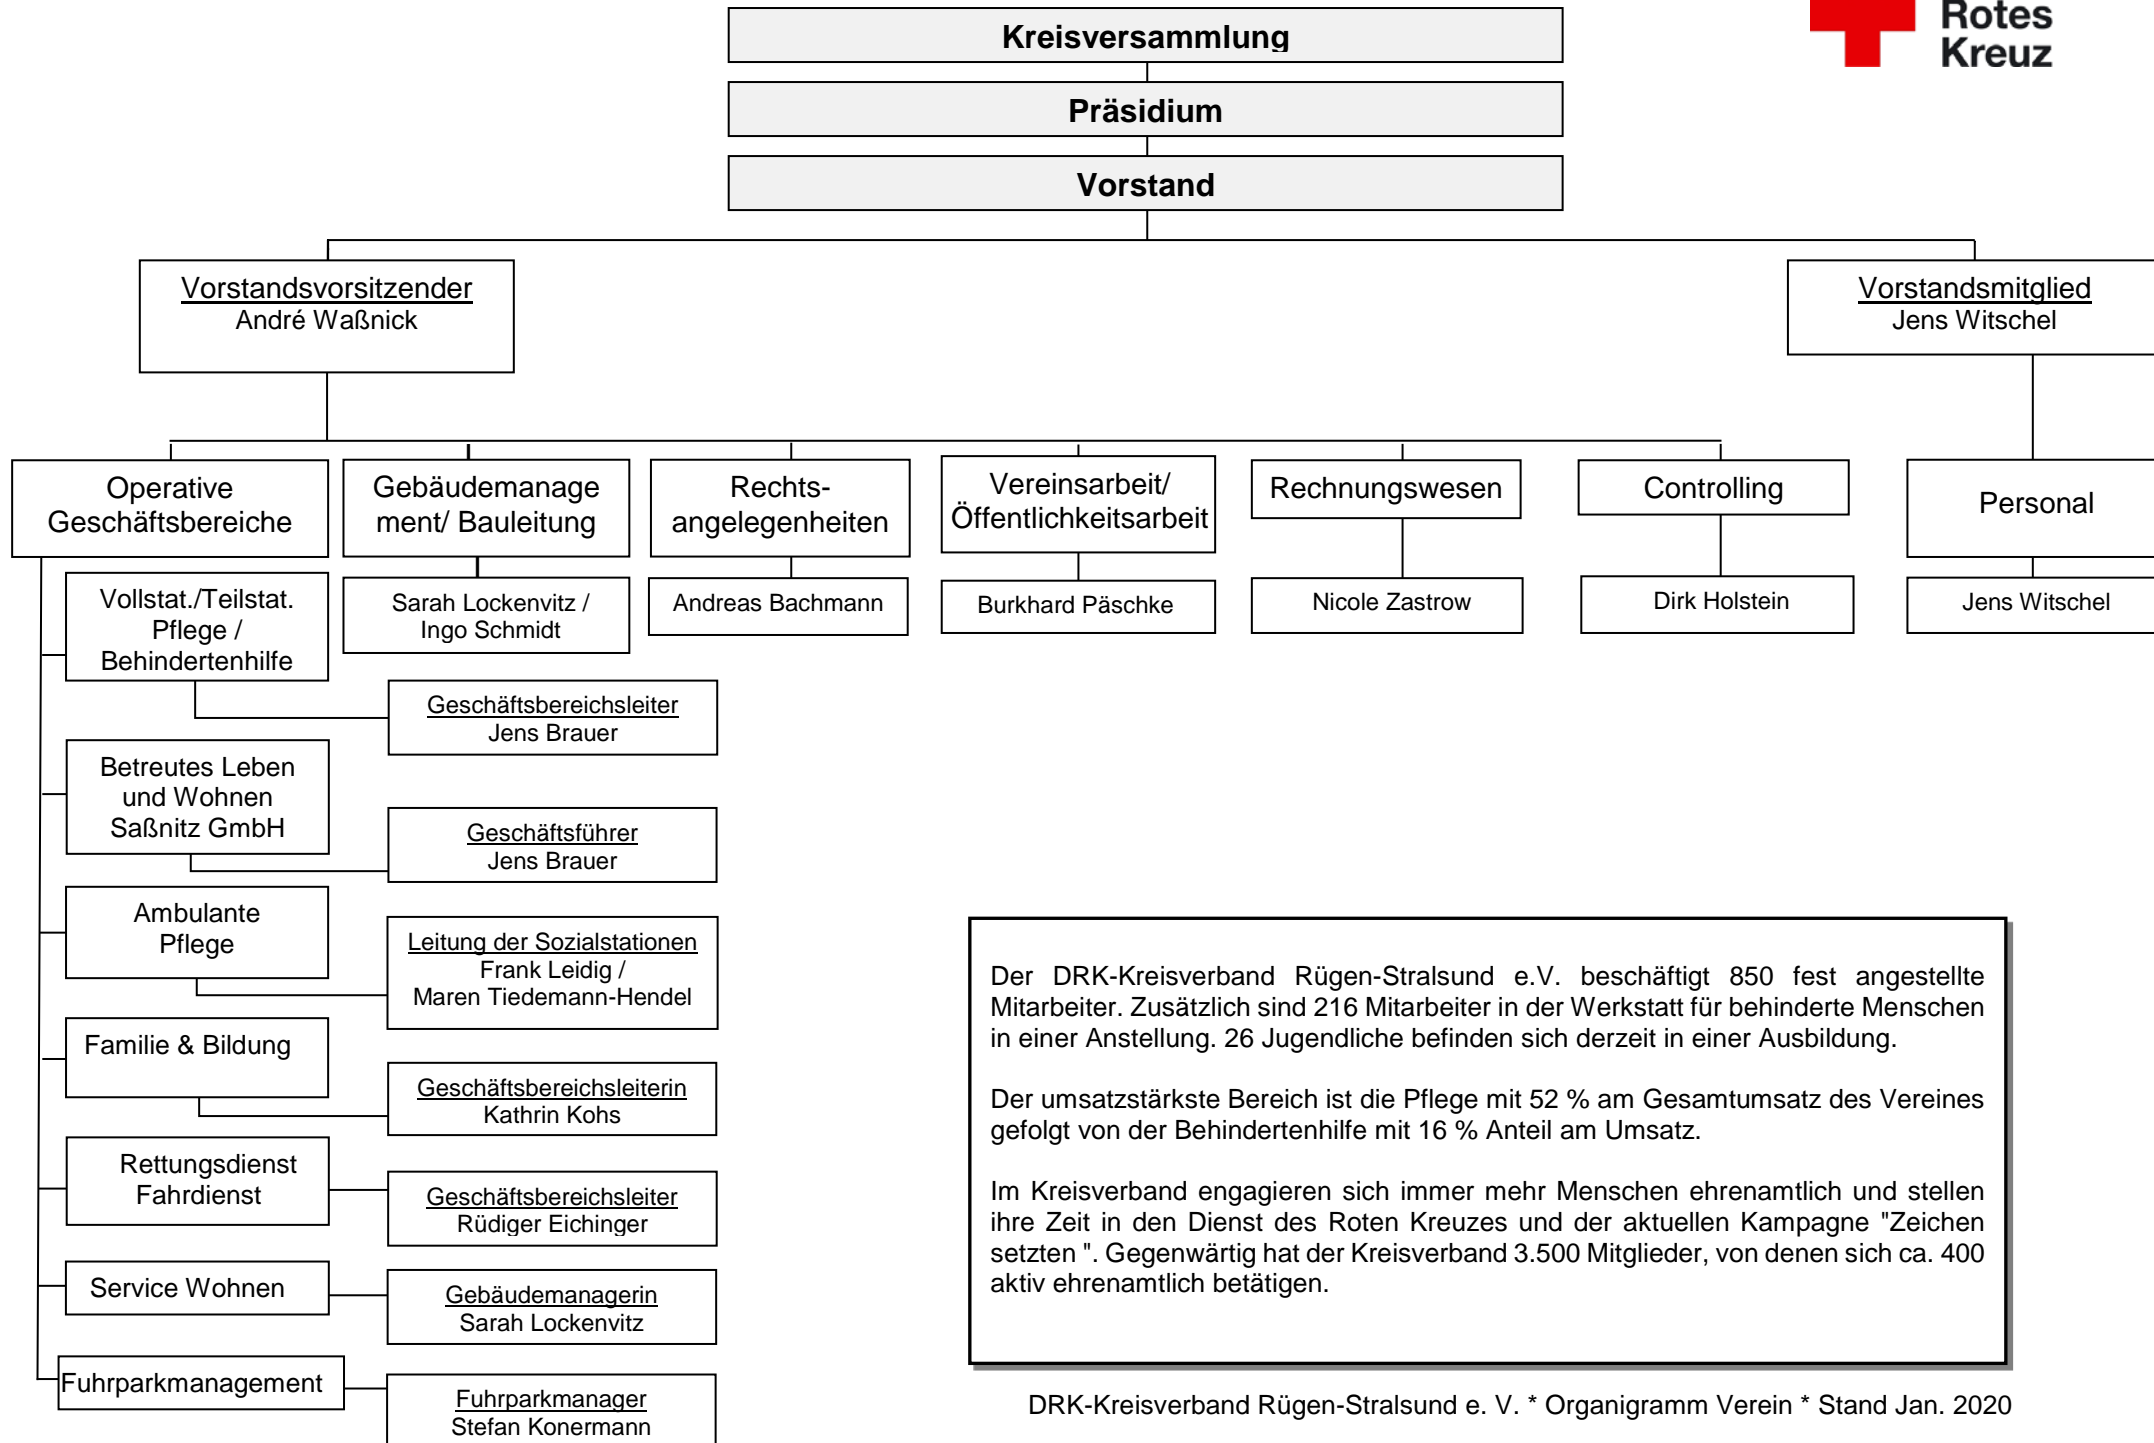 Rotes
Kreuz
Kreisversammlung
Präsidium
Vorstand
Vorstandsvorsitzender
André Waßnick
Vorstandsmitglied
Jens Witschel
Operative
Geschäftsbereiche
Gebäudemanage
ment/ Bauleitung
Rechts-
angelegenheiten
Vereinsarbeit/
Öffentlichkeitsarbeit
Rechnungswesen
Controlling
Personal
Sarah Lockenvitz /
Ingo Schmidt
Andreas Bachmann
Burkhard Päschke
Nicole Zastrow
Dirk Holstein
Jens Witschel
Vollstat./Teilstat.
Pflege /
Behindertenhilfe
Geschäftsbereichsleiter
Jens Brauer
Betreutes Leben
und Wohnen
Saßnitz GmbH
Geschäftsführer
Jens Brauer
Ambulante
Pflege
Leitung der Sozialstationen
Frank Leidig /
Maren Tiedemann-Hendel
Familie & Bildung
Geschäftsbereichsleiterin
Kathrin Kohs
Rettungsdienst
Fahrdienst
Geschäftsbereichsleiter
Rüdiger Eichinger
Service Wohnen
Gebäudemanagerin
Sarah Lockenvitz
Fuhrparkmanagement
Fuhrparkmanager
Stefan Konermann
Der DRK-Kreisverband Rügen-Stralsund e.V. beschäftigt 850 fest angestellte
Mitarbeiter. Zusätzlich sind 216 Mitarbeiter in der Werkstatt für behinderte Menschen
in einer Anstellung. 26 Jugendliche befinden sich derzeit in einer Ausbildung.
Der umsatzstärkste Bereich ist die Pflege mit 52 % am Gesamtumsatz des Vereines
gefolgt von der Behindertenhilfe mit 16 % Anteil am Umsatz.
Im Kreisverband engagieren sich immer mehr Menschen ehrenamtlich und stellen
ihre Zeit in den Dienst des Roten Kreuzes und der aktuellen Kampagne "Zeichen
setzten ". Gegenwärtig hat der Kreisverband 3.500 Mitglieder, von denen sich ca. 400
aktiv ehrenamtlich betätigen.
DRK-Kreisverband Rügen-Stralsund e. V. * Organigramm Verein * Stand Jan. 2020